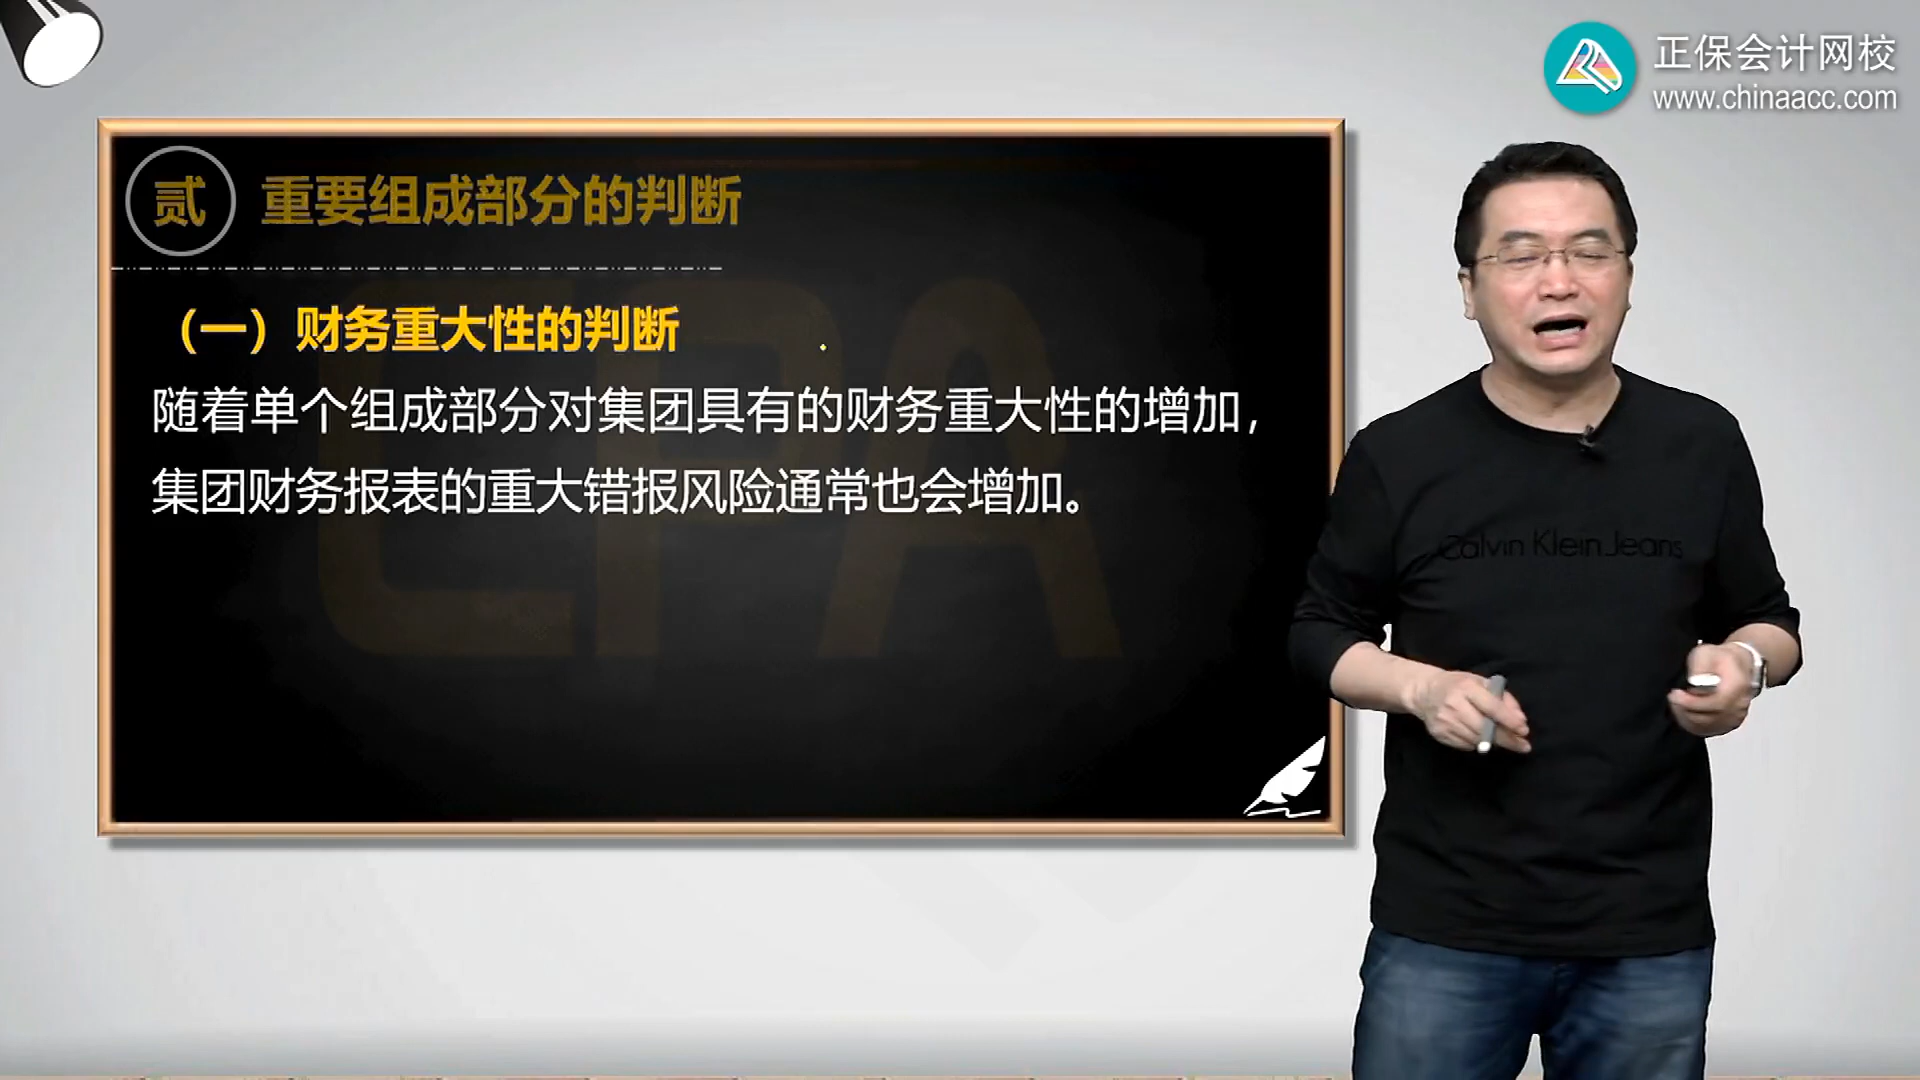 正保会计网校
www.chinaacc.com
贰 重要组成部分的判断
（一）财务重大性的判断
随着单个组成部分对集团具有的财务重大性的增加，
集团财务报表的重大错报风险通常也会增加。
CPA
Calvin Klein Jeans